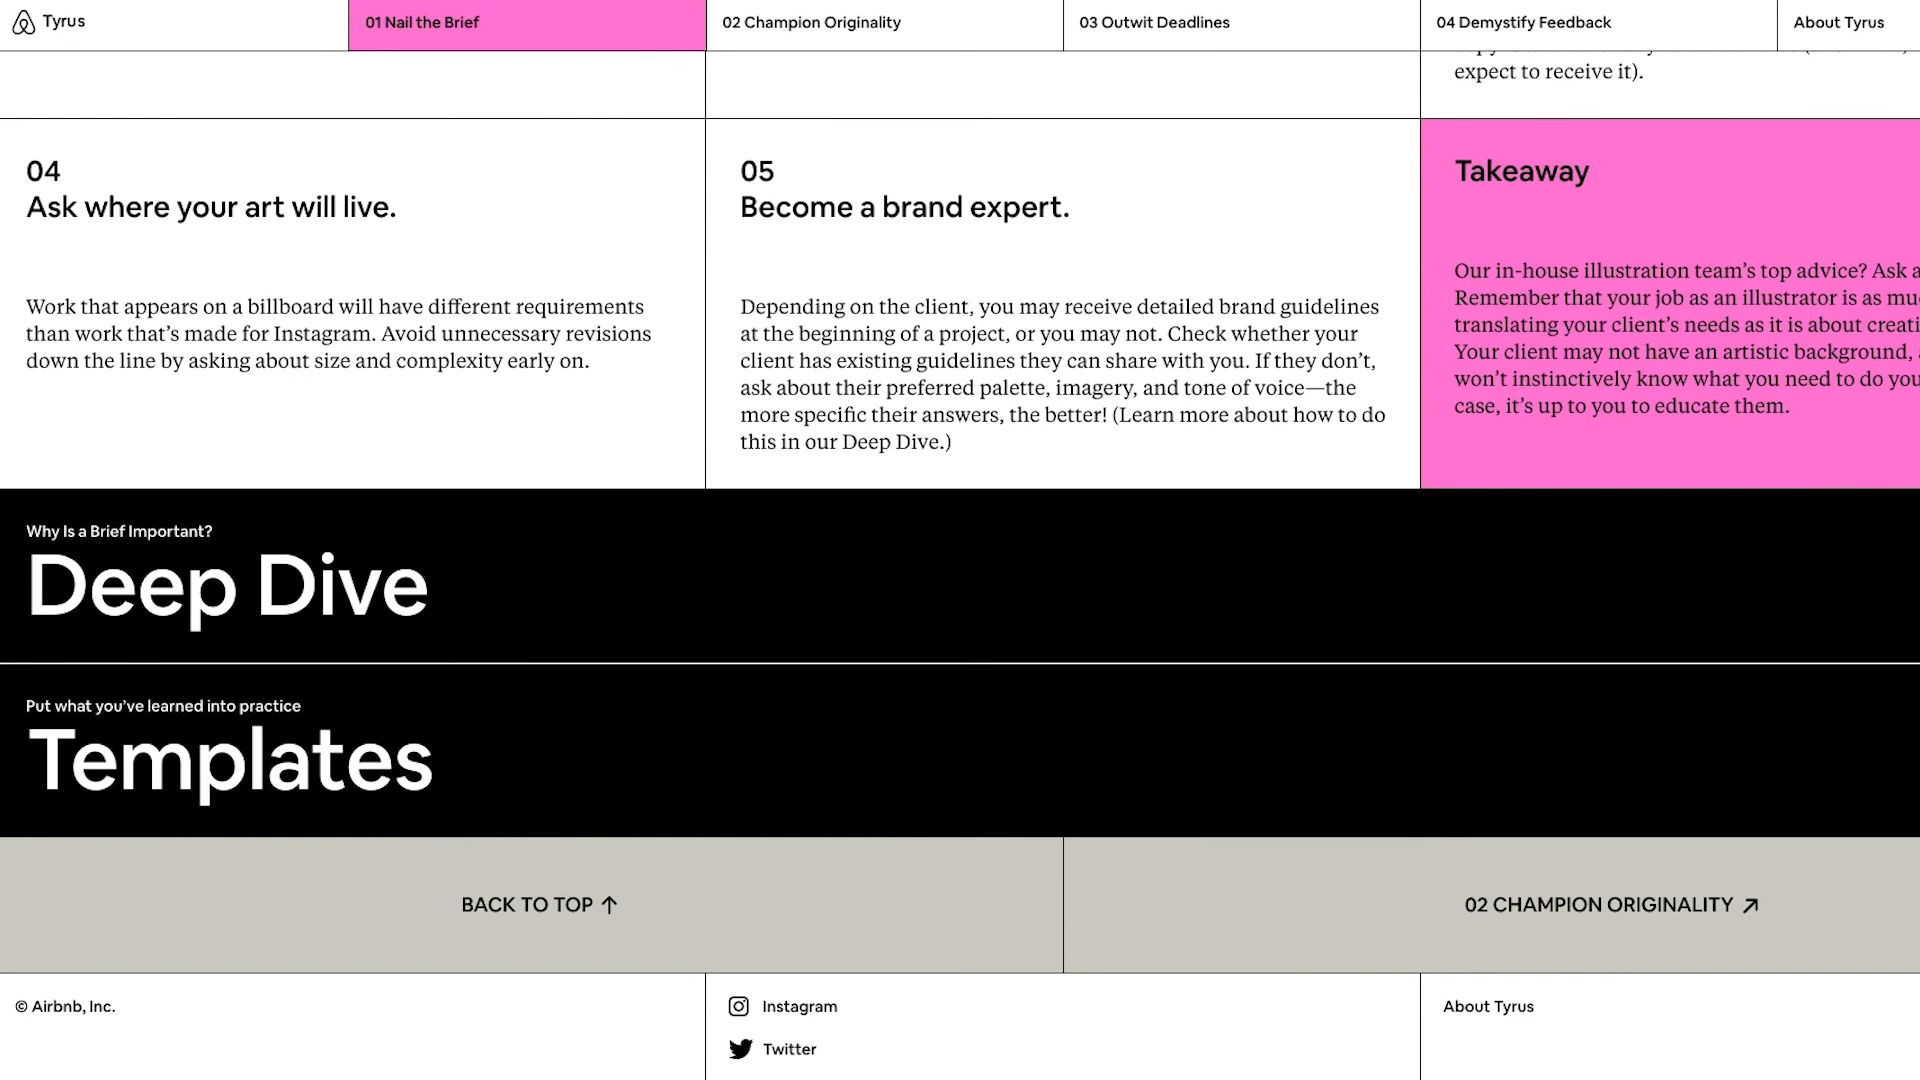 Tyrus
01 Nail the Brief
02 Champion Originality
03 Outwit Deadlines
04 Demystify Feedback
About Tyrus
expect to receive it).
04
Ask where your art will live.
Work that appears on a billboard will have different requirements
than work that’s made for Instagram. Avoid unnecessary revisions
down the line by asking about size and complexity early on.
05
Become a brand expert.
Depending on the client, you may receive detailed brand guidelines
at the beginning of a project, or you may not. Check whether your
client has existing guidelines they can share with you. If they don’t,
ask about their preferred palette, imagery, and tone of voice—the
more specific their answers, the better! (Learn more about how to do
this in our Deep Dive.)
Takeaway
Our in-house illustration team’s top advice? Ask
Remember that your job as an illustrator is as
translating your client’s needs as it is about
Your client may not have an artistic background,
won’t instinctively know what you need to do
case, it’s up to you to educate them.
Why Is a Brief Important?
Deep Dive
Put what you’ve learned into practice
Templates
BACK TO TOP ↑
02 CHAMPION ORIGINALITY ↗
© Airbnb, Inc.
Instagram
Twitter
About Tyrus